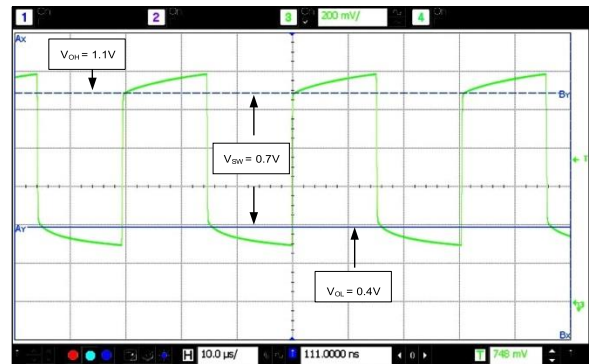 1 2 3 200 mV/ 4
Ax
V_OH = 1.1V
By
V_SW = 0.7V
Ay
V_OL = 0.4V
Bx
H 10.0 µs/ 111.0000 ns 0 T 748 mV